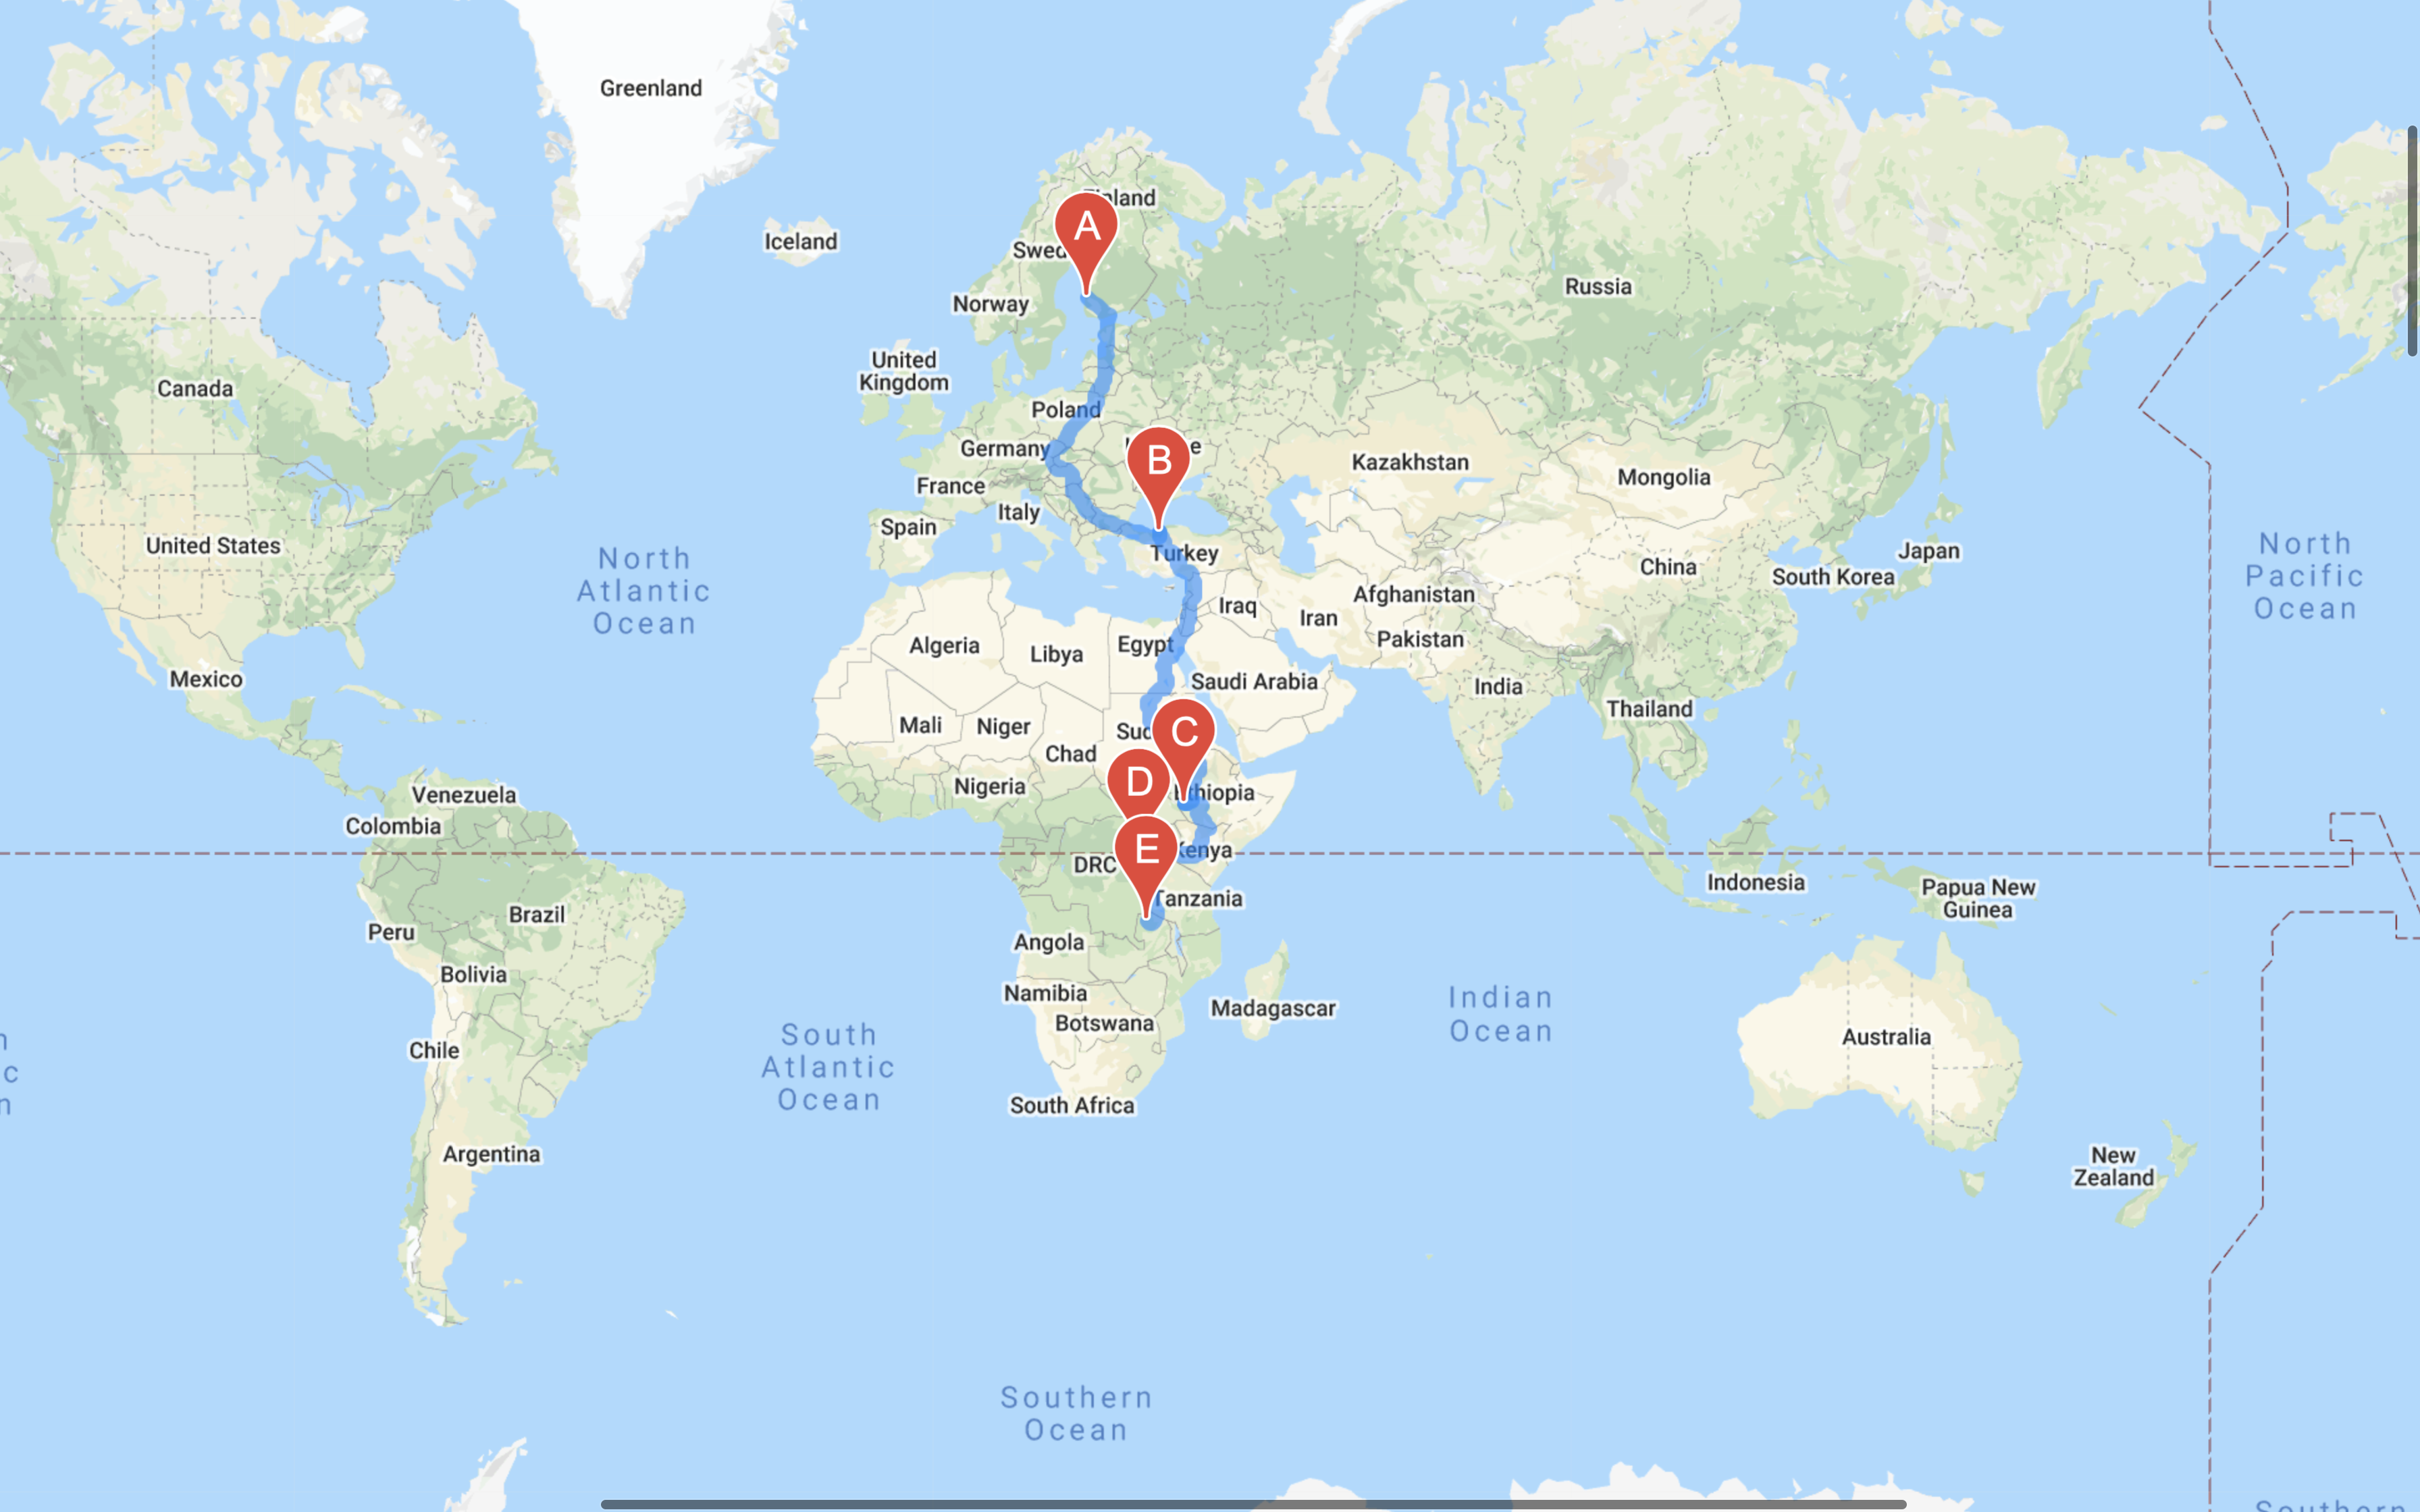 Greenland
Finland
A
Iceland
Swed
Norway
Russia
United
Kingdom
Canada
Poland
Germany
B
e
Kazakhstan
Mongolia
France
Italy
Spain
United States
Turkey
North
Atlantic
Ocean
Japan
China
South Korea
North
Pacific
Ocean
Afghanistan
Iraq
Iran
Pakistan
Algeria
Libya
Egypt
Saudi Arabia
India
Mexico
Thailand
Mali
Niger
Sud
C
Chad
Nigeria
D
Ethiopia
Venezuela
Colombia
E
Kenya
DRC
Indonesia
Papua New
Guinea
Tanzania
Brazil
Peru
Angola
Bolivia
Namibia
Madagascar
Indian
Ocean
Botswana
South
Atlantic
Ocean
Australia
Chile
n
c
n
South Africa
Argentina
New
Zealand
Southern
Ocean
Southern